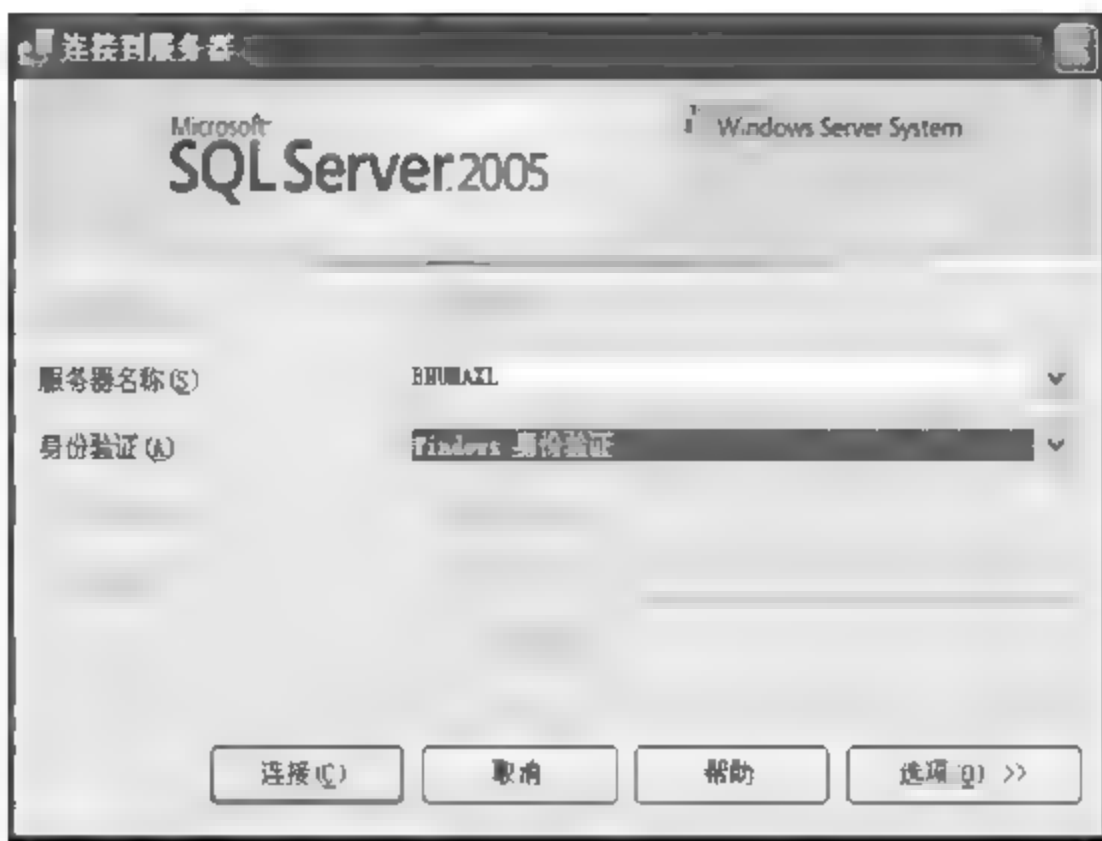 连接到服务器
Microsoft
SQL Server 2005
Windows Server System
服务器名称(S)
BHUMAXL
身份验证(A)
Windows 身份验证
连接(C)
取消
帮助
选项(O) >>